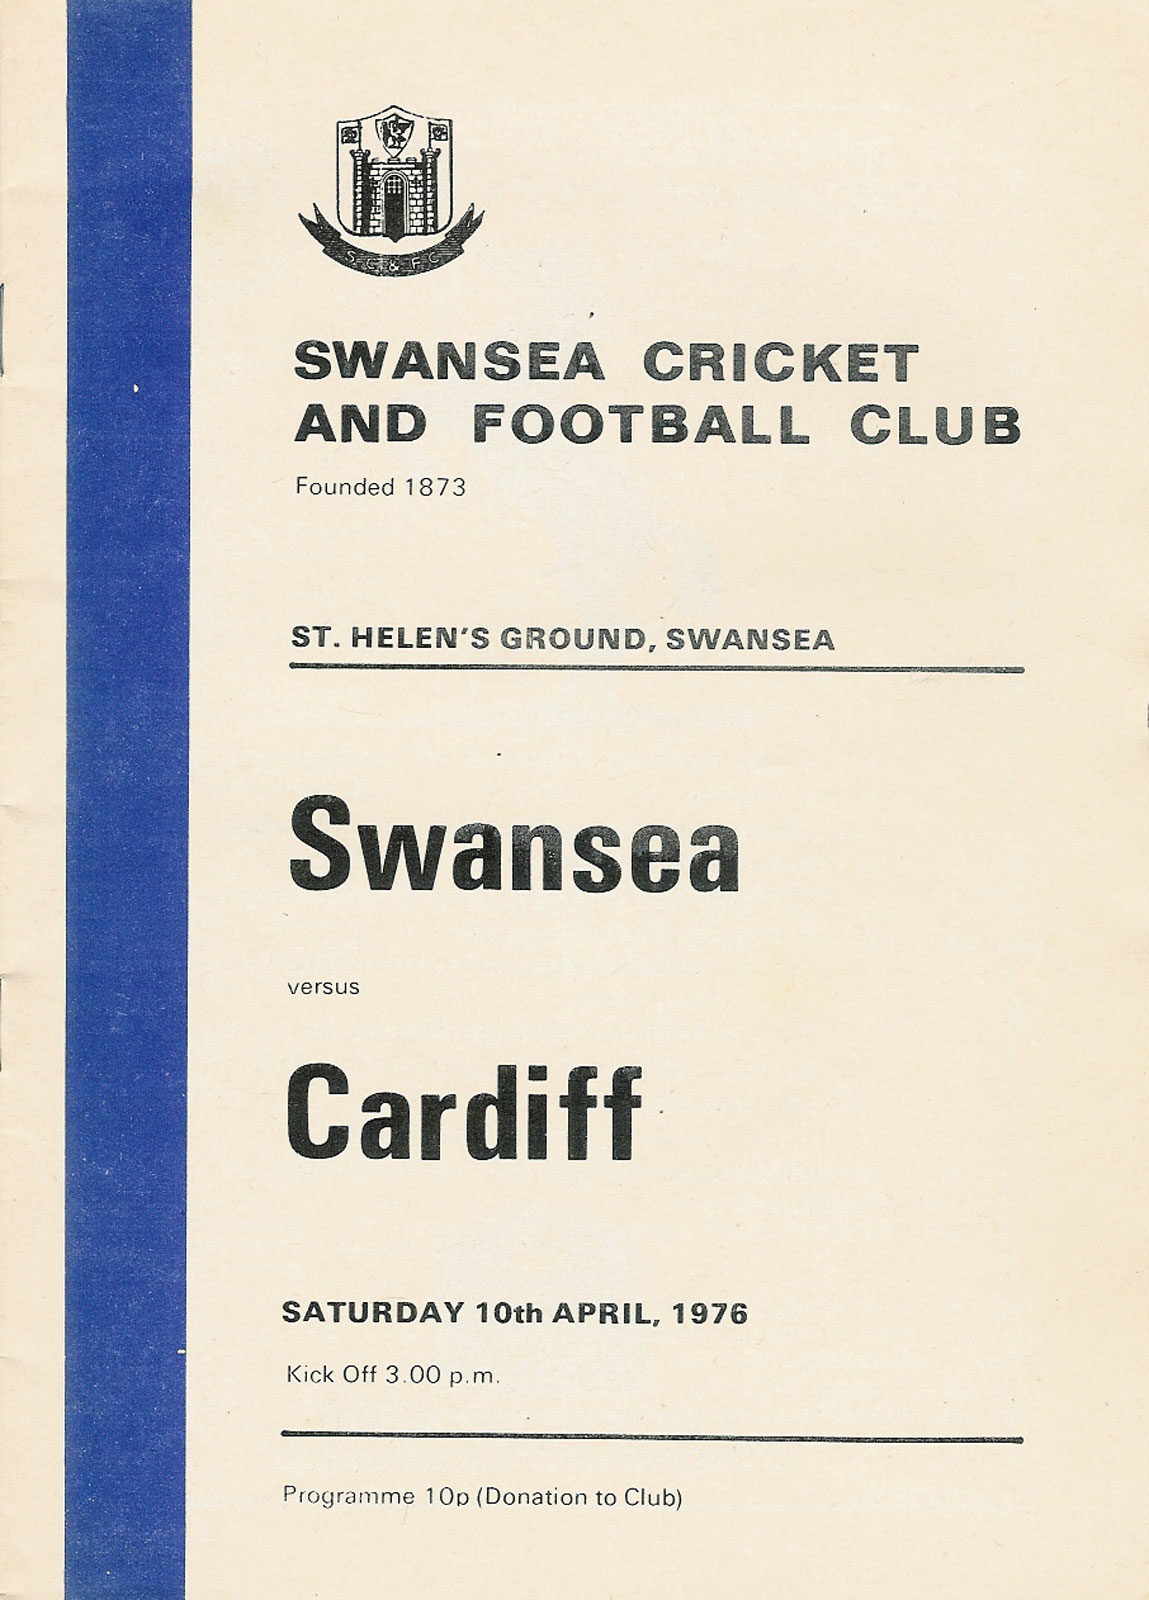 S.C. & F.C.
SWANSEA CRICKET
AND FOOTBALL CLUB
Founded 1873
ST. HELEN'S GROUND, SWANSEA
Swansea
versus
Cardiff
SATURDAY 10th APRIL, 1976
Kick Off 3.00 p.m.
Programme 10p (Donation to Club)